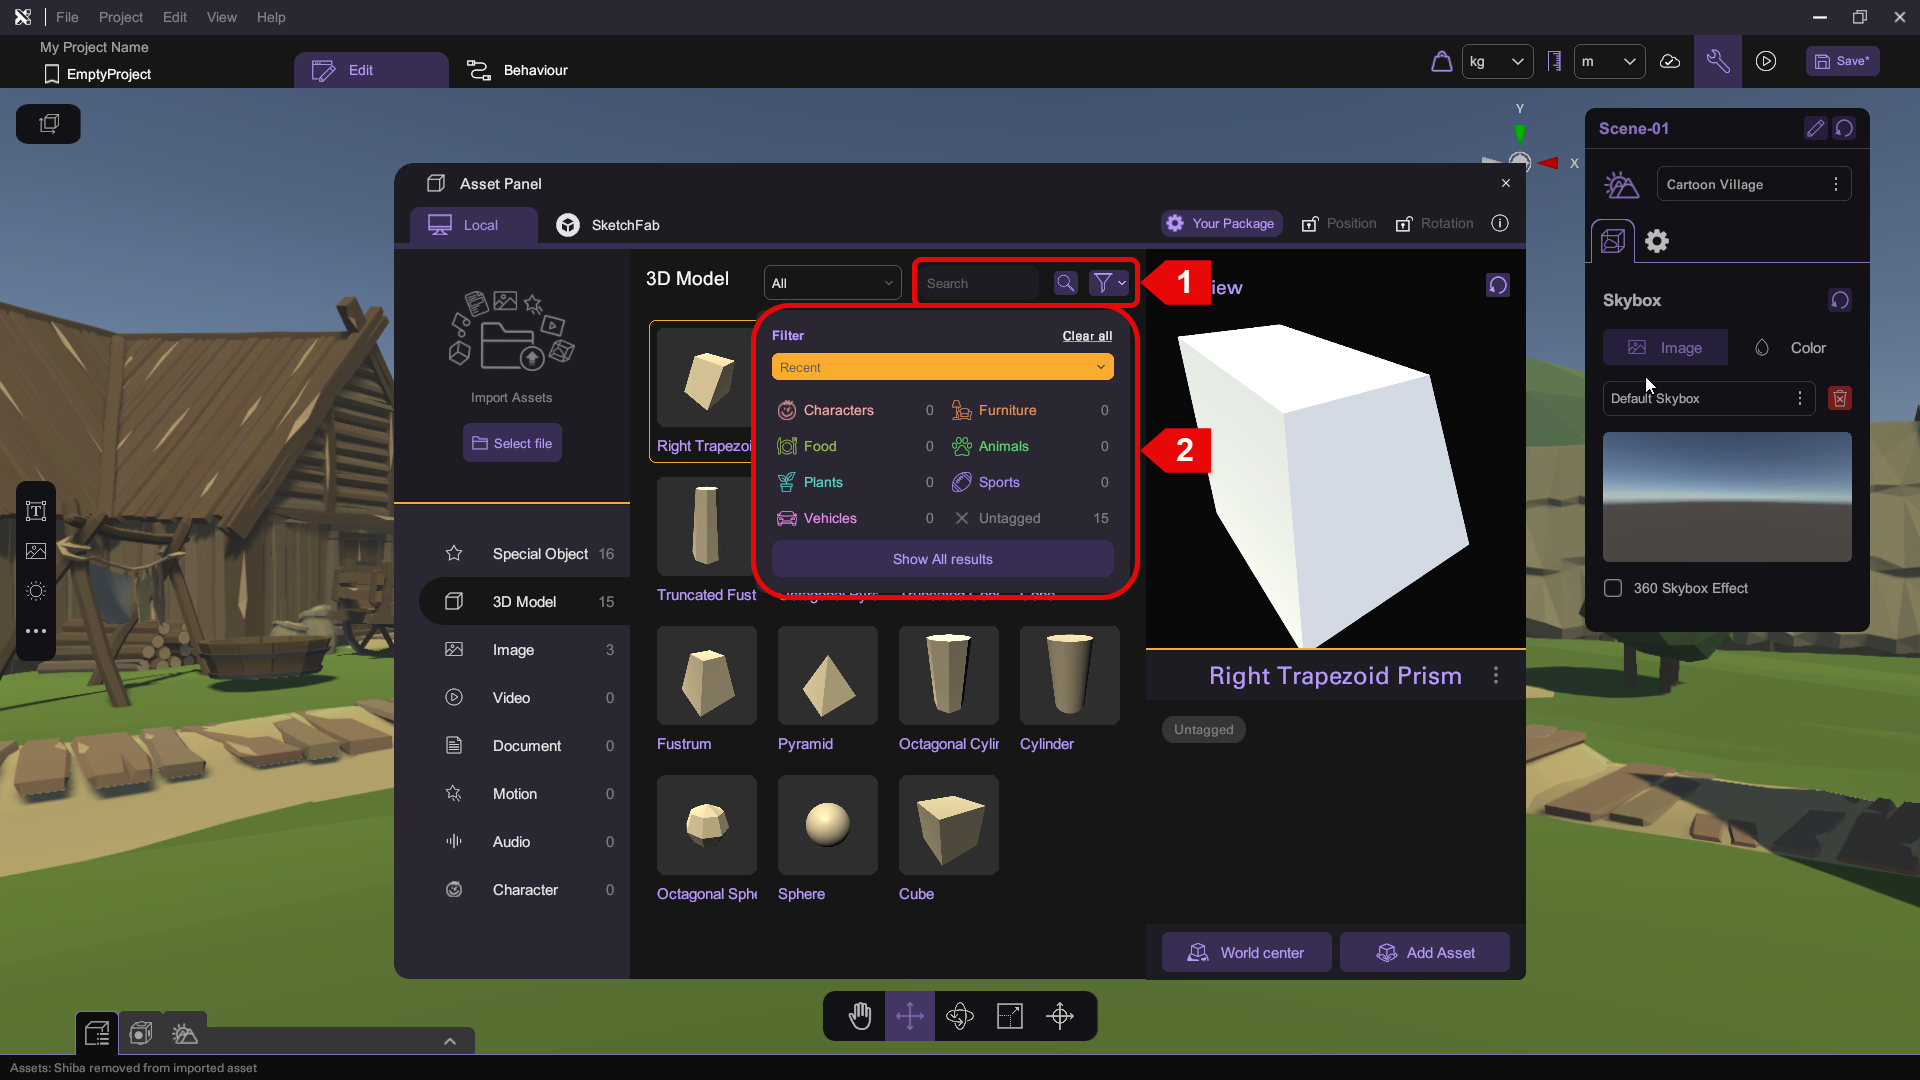 File Project Edit View Help
My Project Name
EmptyProject
Edit
Behaviour
kg
m
Save*
Y
X
Scene-01
Cartoon Village
Skybox
Image
Color
Default Skybox
360 Skybox Effect
Asset Panel
Local
SketchFab
Your Package
Position
Rotation
Import Assets
Select file
Special Object 16
3D Model 15
Image 3
Video 0
Document 0
Motion 0
Audio 0
Character 0
3D Model
All
Search
1
Filter
Clear all
Recent
Characters 0
Furniture 0
Food 0
Animals 0
Plants 0
Sports 0
Vehicles 0
Untagged 15
Show All results
2
Right Trapezoi
Truncated Fust
Fustrum
Pyramid
Octagonal Cylir
Cylinder
Octagonal Sphe
Sphere
Cube
iew
Right Trapezoid Prism
Untagged
World center
Add Asset
Assets: Shiba removed from imported asset